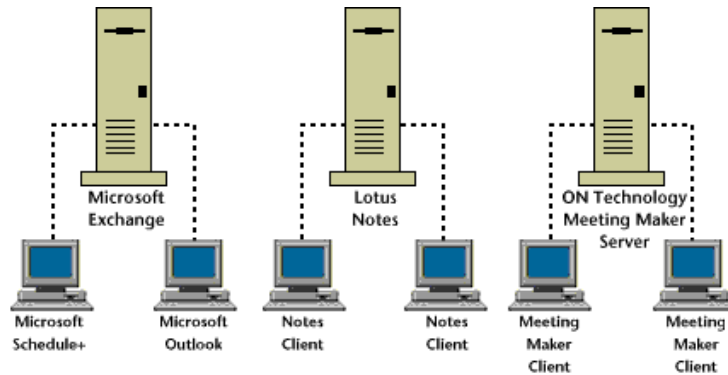 Microsoft
Exchange
Lotus
Notes
ON Technology
Meeting Maker
Server
Microsoft
Schedule+
Microsoft
Outlook
Notes
Client
Notes
Client
Meeting
Maker
Client
Meeting
Maker
Client